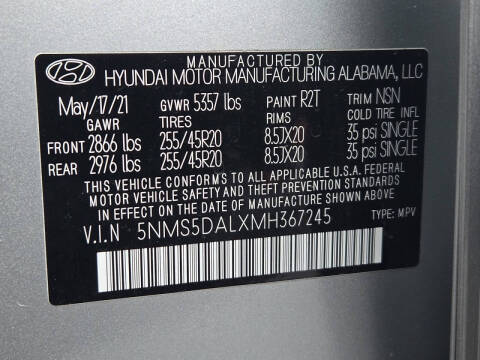 MANUFACTURED BY
HYUNDAI MOTOR MANUFACTURING ALABAMA, LLC
May/17/21 GVWR 5357 lbs PAINT R2T TRIM NSN
GAWR TIRES RIMS COLD TIRE INFL
FRONT 2866 lbs 255/45R20 8.5JX20 35 psi SINGLE
REAR 2976 lbs 255/45R20 8.5JX20 35 psi SINGLE
THIS VEHICLE CONFORMS TO ALL APPLICABLE U.S.A. FEDERAL
MOTOR VEHICLE SAFETY AND THEFT PREVENTION STANDARDS
IN EFFECT ON THE DATE OF MANUFACTURE SHOWN ABOVE.
V.I.N 5NMS5DALXMH367245 TYPE: MPV